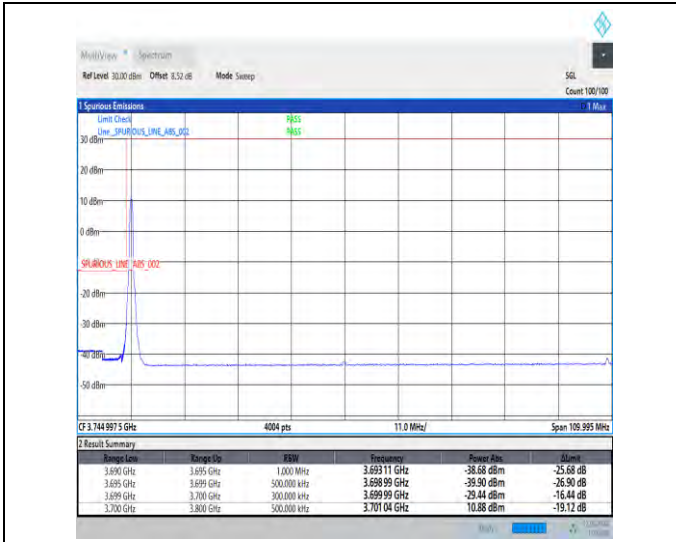 MultiView Spectrum
Ref Level 30.00 dBm Offset 8.52 dB Mode Sweep SGL
Count 100/100
1 Spurious Emissions 1 Max
Limit Check PASS
Line _SPURIOUS_LINE_ABS_002 PASS
30 dBm
20 dBm
10 dBm
0 dBm
_SPURIOUS_LINE_ABS_002
-20 dBm
-30 dBm
-40 dBm
-50 dBm
CF 3.744 997 5 GHz 4004 pts 11.0 MHz/ Span 109.995 MHz
2 Result Summary
Range Low Range Up RBW Frequency Power Abs ΔLimit
3.690 GHz 3.695 GHz 1.000 MHz 3.693 11 GHz -38.68 dBm -25.68 dB
3.695 GHz 3.699 GHz 500.000 kHz 3.698 99 GHz -39.90 dBm -26.90 dB
3.699 GHz 3.700 GHz 300.000 kHz 3.699 99 GHz -29.44 dBm -16.44 dB
3.700 GHz 3.800 GHz 500.000 kHz 3.701 04 GHz 10.88 dBm -19.12 dB